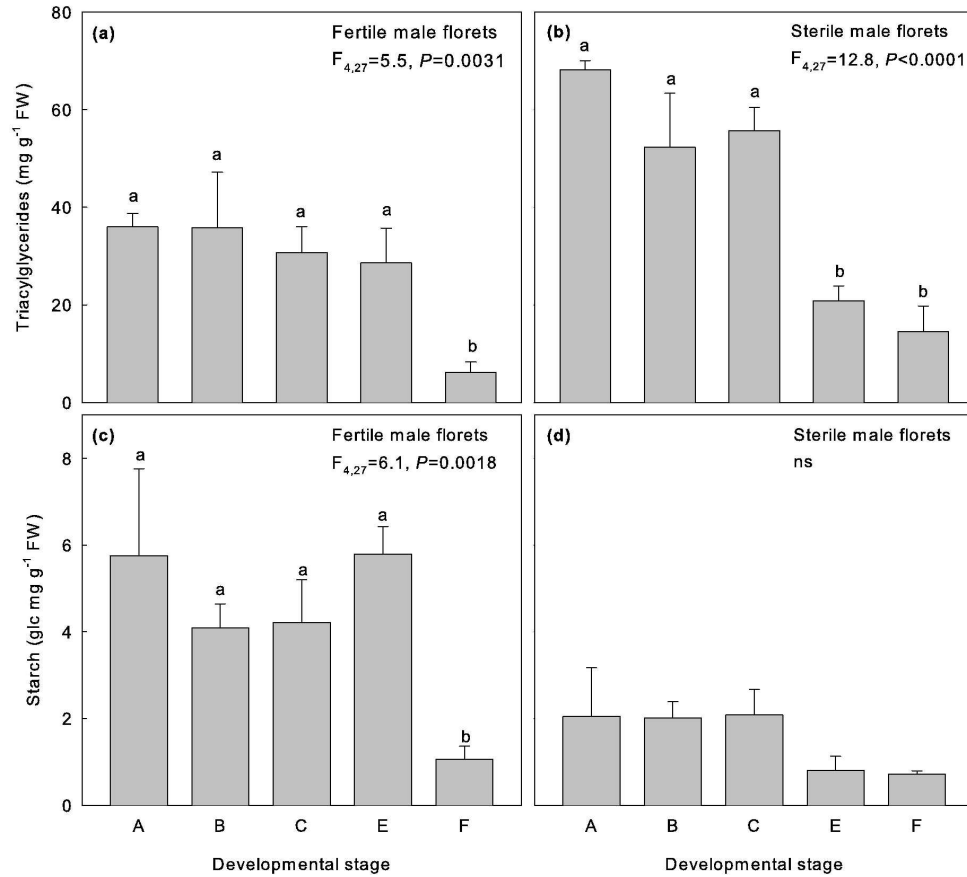 Triacylglycerides (mg g⁻¹ FW)
80
60
40
20
0
(a)
Fertile male florets
F4,27=5.5, P=0.0031
a
a
a
a
b
(b)
Sterile male florets
F4,27=12.8, P<0.0001
a
a
a
b
b
Starch (glc mg g⁻¹ FW)
8
6
4
2
0
(c)
Fertile male florets
F4,27=6.1, P=0.0018
a
a
a
a
b
A B C E F
Developmental stage
(d)
Sterile male florets
ns
A B C E F
Developmental stage